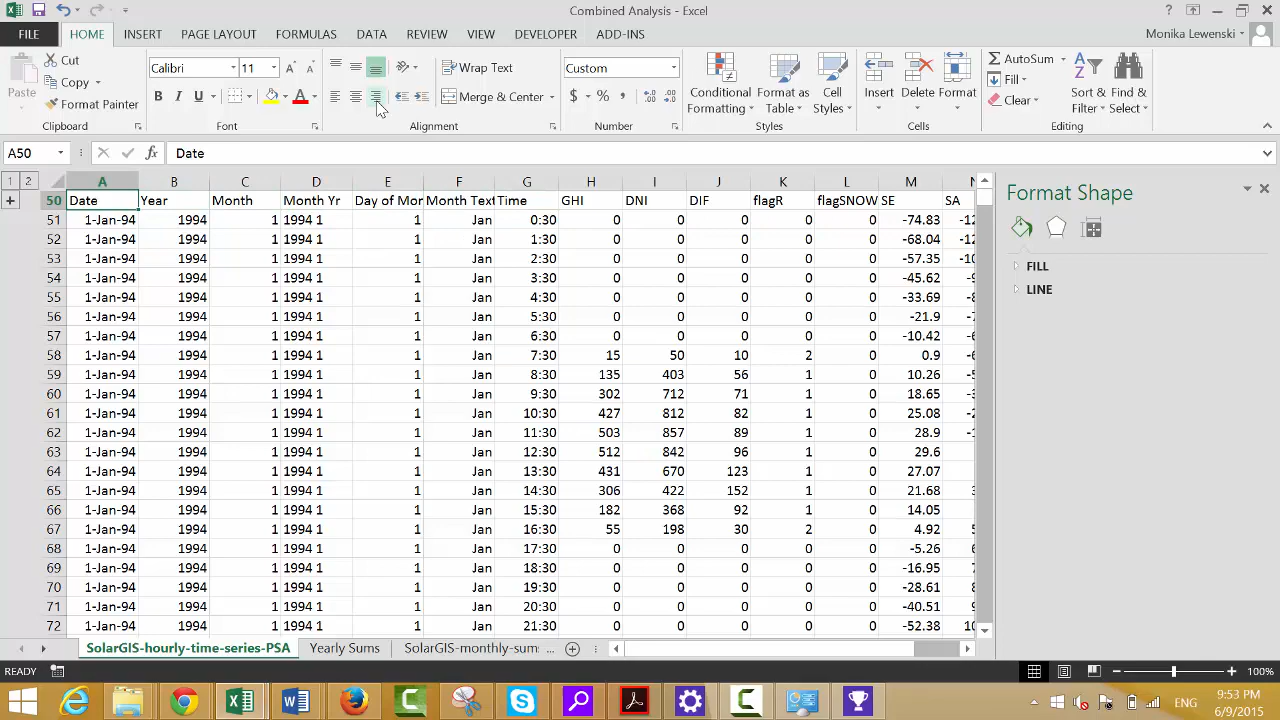 Combined Analysis - Excel
FILE HOME INSERT PAGE LAYOUT FORMULAS DATA REVIEW VIEW DEVELOPER ADD-INS Monika Lewenski
Paste Cut Copy Format Painter
Calibri 11 Wrap Text Custom AutoSum
B I U A Merge & Center $ % , Fill Clear
Conditional Formatting Format as Table Cell Styles Insert Delete Format Sort & Filter Find & Select
Clipboard Font Alignment Number Styles Cells Editing
A50 fx Date
1 2 A B C D E F G H I J K L M N
50 Date Year Month Month Yr Day of Mor Month Text Time GHI DNI DIF flagR flagSNOW SE SA
51 1-Jan-94 1994 1 1994 1 1 Jan 0:30 0 0 0 0 0 -74.83 -12
52 1-Jan-94 1994 1 1994 1 1 Jan 1:30 0 0 0 0 0 -68.04 -12
53 1-Jan-94 1994 1 1994 1 1 Jan 2:30 0 0 0 0 0 -57.35 -10
54 1-Jan-94 1994 1 1994 1 1 Jan 3:30 0 0 0 0 0 -45.62 -9
55 1-Jan-94 1994 1 1994 1 1 Jan 4:30 0 0 0 0 0 -33.69 -8
56 1-Jan-94 1994 1 1994 1 1 Jan 5:30 0 0 0 0 0 -21.9 -7
57 1-Jan-94 1994 1 1994 1 1 Jan 6:30 0 0 0 0 0 -10.42 -6
58 1-Jan-94 1994 1 1994 1 1 Jan 7:30 15 50 10 2 0 0.9 -6
59 1-Jan-94 1994 1 1994 1 1 Jan 8:30 135 403 56 1 0 10.26 -5
60 1-Jan-94 1994 1 1994 1 1 Jan 9:30 302 712 71 1 0 18.65 -3
61 1-Jan-94 1994 1 1994 1 1 Jan 10:30 427 812 82 1 0 25.08 -2
62 1-Jan-94 1994 1 1994 1 1 Jan 11:30 503 857 89 1 0 28.9 -1
63 1-Jan-94 1994 1 1994 1 1 Jan 12:30 512 842 96 1 0 29.6
64 1-Jan-94 1994 1 1994 1 1 Jan 13:30 431 670 123 1 0 27.07
65 1-Jan-94 1994 1 1994 1 1 Jan 14:30 306 422 152 1 0 21.68
66 1-Jan-94 1994 1 1994 1 1 Jan 15:30 182 368 92 1 0 14.05
67 1-Jan-94 1994 1 1994 1 1 Jan 16:30 55 198 30 2 0 4.92
68 1-Jan-94 1994 1 1994 1 1 Jan 17:30 0 0 0 0 0 -5.26
69 1-Jan-94 1994 1 1994 1 1 Jan 18:30 0 0 0 0 0 -16.95
70 1-Jan-94 1994 1 1994 1 1 Jan 19:30 0 0 0 0 0 -28.61
71 1-Jan-94 1994 1 1994 1 1 Jan 20:30 0 0 0 0 0 -40.51
72 1-Jan-94 1994 1 1994 1 1 Jan 21:30 0 0 0 0 0 -52.38 10
Format Shape
FILL
LINE
SolarGIS-hourly-time-series-PSA Yearly Sums SolarGIS-monthly-sum ...
READY 100%
ENG 9:53 PM
6/9/2015